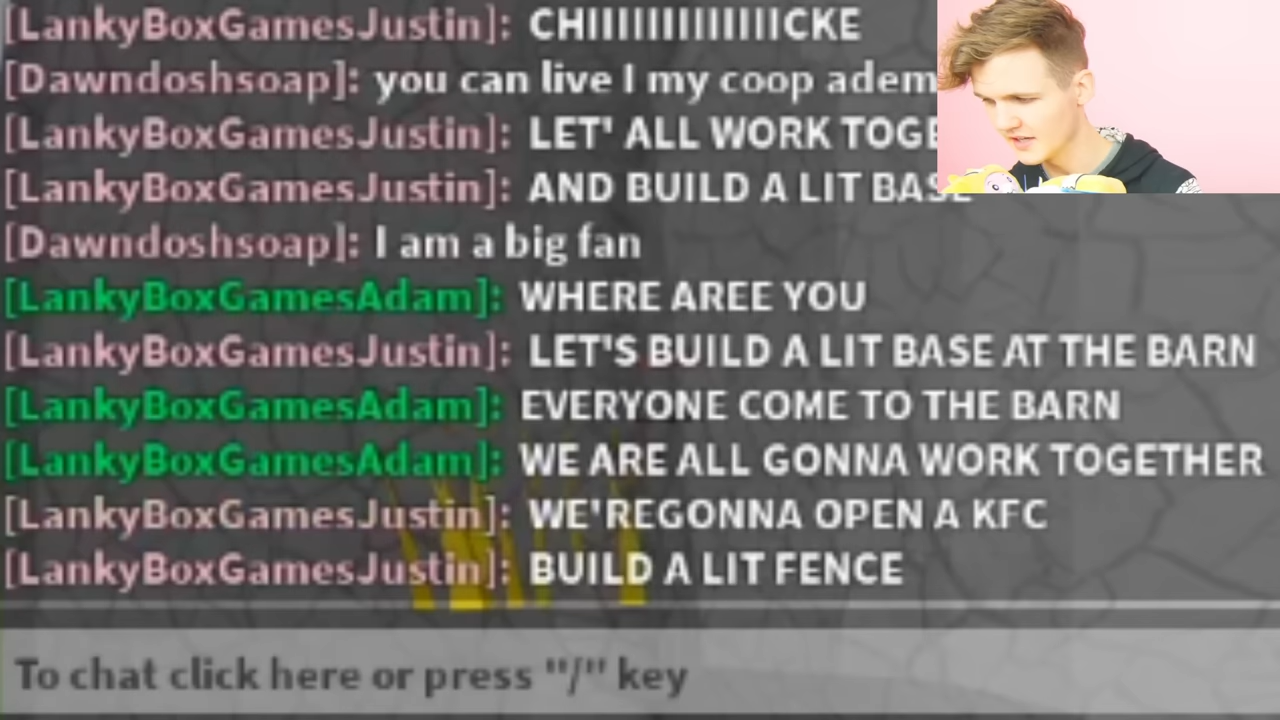 [LankyBoxGamesJustin]: CHIIIIIIIIIIIIIICKE
[Dawndoshsoap]: you can live I my coop adem
[LankyBoxGamesJustin]: LET' ALL WORK TOGE
[LankyBoxGamesJustin]: AND BUILD A LIT BASE
[Dawndoshsoap]: I am a big fan
[LankyBoxGamesAdam]: WHERE AREE YOU
[LankyBoxGamesJustin]: LET'S BUILD A LIT BASE AT THE BARN
[LankyBoxGamesAdam]: EVERYONE COME TO THE BARN
[LankyBoxGamesAdam]: WE ARE ALL GONNA WORK TOGETHER
[LankyBoxGamesJustin]: WE'REGONNA OPEN A KFC
[LankyBoxGamesJustin]: BUILD A LIT FENCE
To chat click here or press "/" key